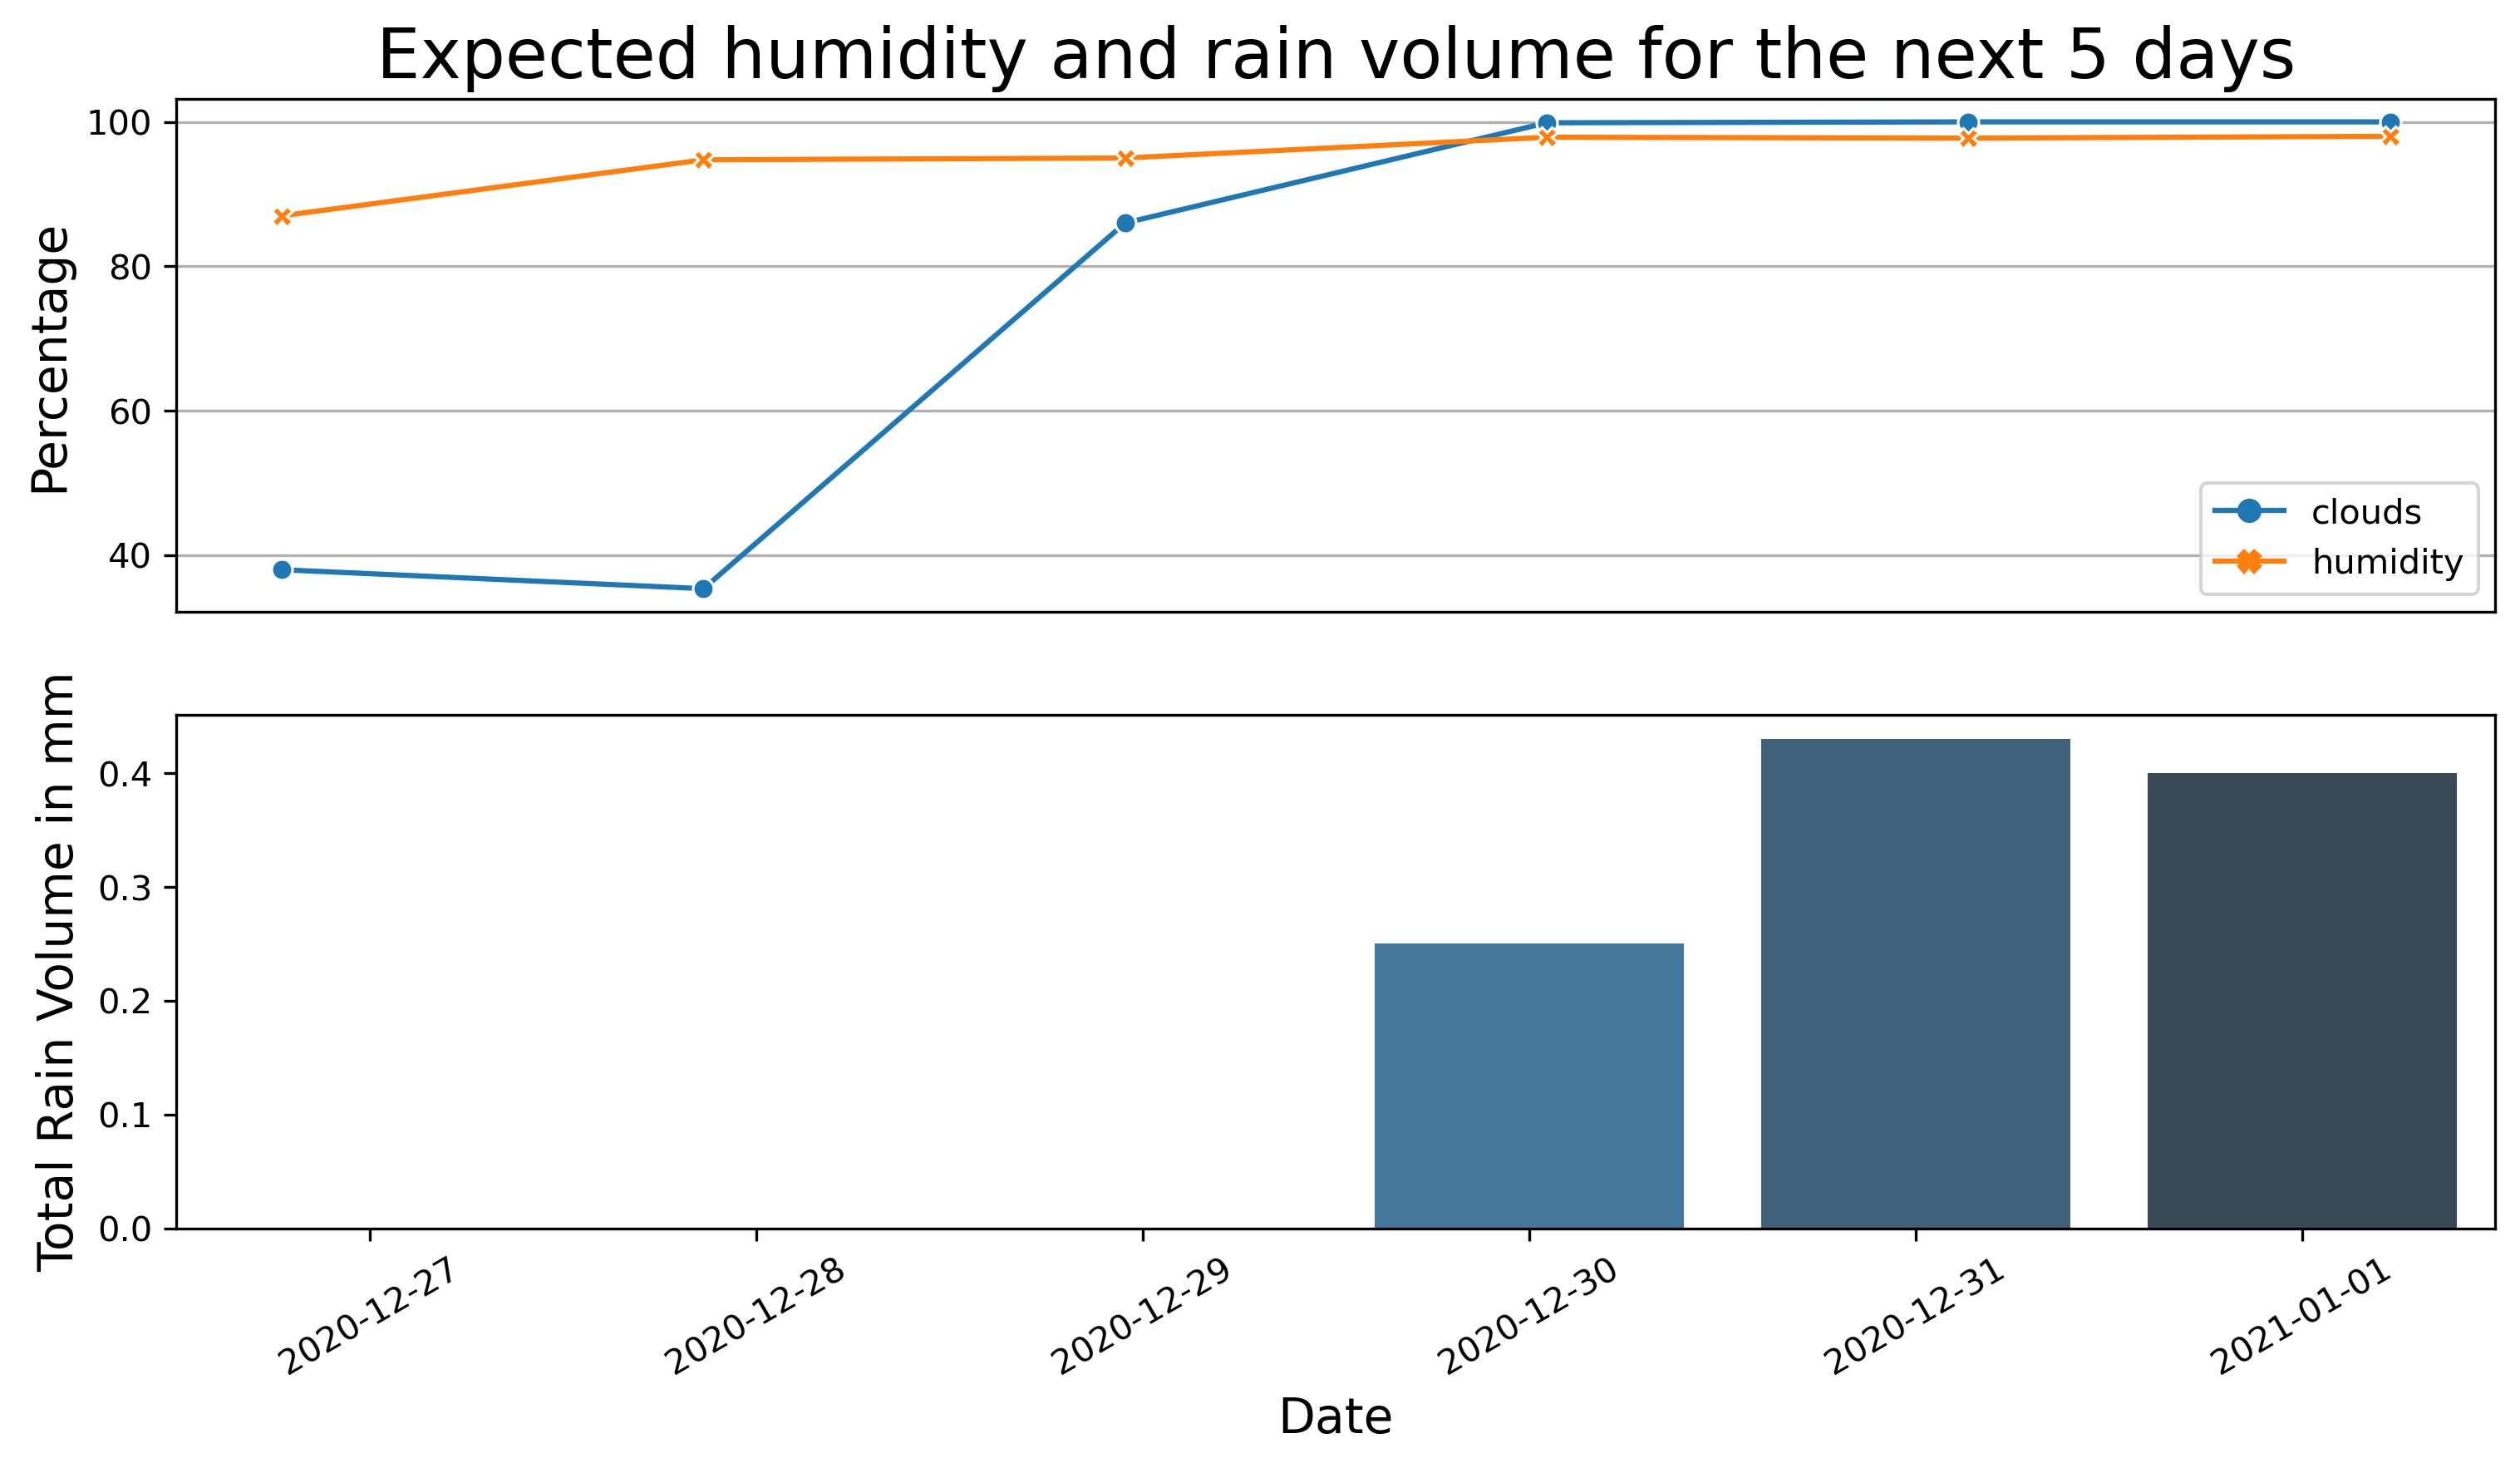 Expected humidity and rain volume for the next 5 days
Percentage
100
80
60
40
clouds
humidity
Total Rain Volume in mm
0.4
0.3
0.2
0.1
0.0
2020-12-27
2020-12-28
2020-12-29
2020-12-30
2020-12-31
2021-01-01
Date